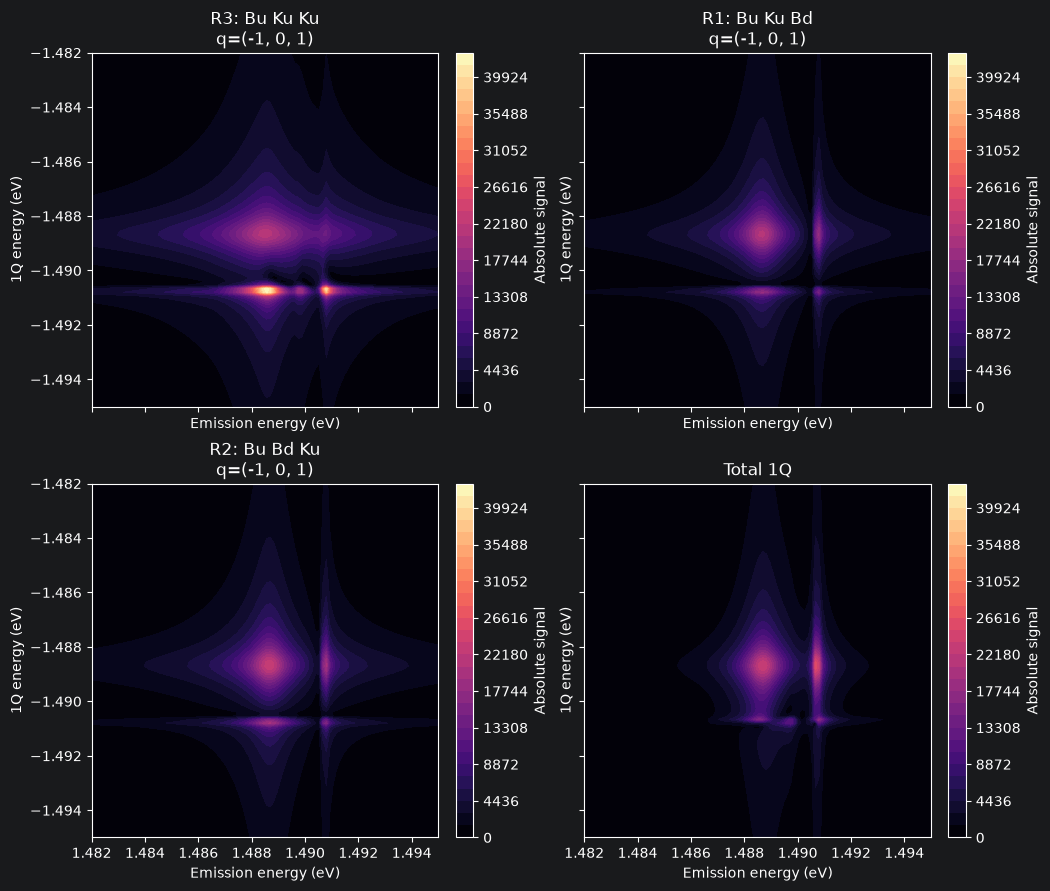 R3: Bu Ku Ku
q=(-1, 0, 1)
−1.482
−1.484
−1.486
−1.488
−1.490
−1.492
−1.494
1Q energy (eV)
Emission energy (eV)
39924
35488
31052
26616
22180
17744
13308
8872
4436
0
Absolute signal
R1: Bu Ku Bd
q=(-1, 0, 1)
1Q energy (eV)
Emission energy (eV)
39924
35488
31052
26616
22180
17744
13308
8872
4436
0
Absolute signal
R2: Bu Bd Ku
q=(-1, 0, 1)
−1.482
−1.484
−1.486
−1.488
−1.490
−1.492
−1.494
1Q energy (eV)
1.482 1.484 1.486 1.488 1.490 1.492 1.494
Emission energy (eV)
39924
35488
31052
26616
22180
17744
13308
8872
4436
0
Absolute signal
Total 1Q
1Q energy (eV)
1.482 1.484 1.486 1.488 1.490 1.492 1.494
Emission energy (eV)
39924
35488
31052
26616
22180
17744
13308
8872
4436
0
Absolute signal